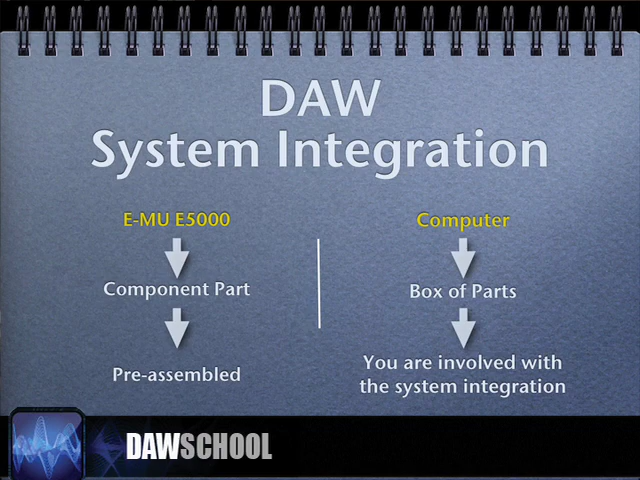 DAW
System Integration
E-MU E5000
Component Part
Pre-assembled
Computer
Box of Parts
You are involved with
the system integration
DAWSCHOOL